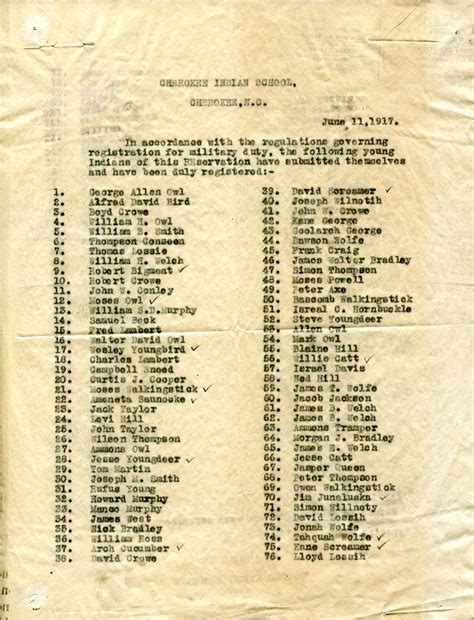 CHEROKEE INDIAN SCHOOL,
CHEROKEE, N.C.
June 11, 1917.
In accordance with the regulations governing
registration for military duty, the following young
Indians of this REservation have submitted themselves
and have been duly registered:-
1. George Allen Owl
2. Alfred David Bird
3. Boyd Crowe
4. William H. Owl
5. William B. Smith
6. Thompson Conseen
7. Thomas Lossie
8. William H. Welch
9. Robert Bigmeat ✓
10. Robert Crowe
11. John W. Conley
12. Moses Owl ✓
13. William S.D. Murphy
14. Samuel Beck
15. Fred Lambert
16. Walter David Owl
17. Wesley Youngbird ✓
18. Charles Lambert
19. Campbell Sneed
20. Curtis J. Cooper
21. Moses Walkingstick ✓
22. Ameneta Saunooke ✓
23. Jack Taylor
24. Levi Hill
25. John Taylor
26. Wilson Thompson
27. Ammons Owl
28. Jesse Youngdeer ✓
29. Tom Martin
30. Joseph M. Smith
31. Rufus Young
32. Howard Murphy
33. Manco Murphy
34. James West
35. Nick Bradley
36. William Ross
37. Arch Cucumber ✓
38. David Crowe
39. David Screamer ✓
40. Joseph Wilnotih
41. John W. Crowe
42. Kane George
43. Goolarch George
44. Dawson Wolfe
45. Frank Craig
46. James Walter Bradley
47. Simon Thompson
48. Moses Powell
49. Peter Axe
50. Bascomb Walkingstick
51. Isreal C. Hornbuckle
52. Steve Youngdeer
53. Allen Owl
54. Mark Owl
55. Blaine Hill
56. Willie Catt ✓
57. Israel Davis
58. Ned Hill
59. James T. Wolfe
60. Jacob Jackson
61. James B. Welch
62. James B. Welch
63. Ammons Tramper
64. Morgan J. Bradley
65. James E. Welch
66. Jesse Catt
67. Jasper Queen
68. Peter Thompson
69. Owen Walkingstick
70. Jim Junaluska ✓
71. Simon Willnoty
72. David Lossih
73. Jonah Wolfe
74. Tahquah Wolfe ✓
75. Kane Screamer ✓
76. Lloyd Lossih